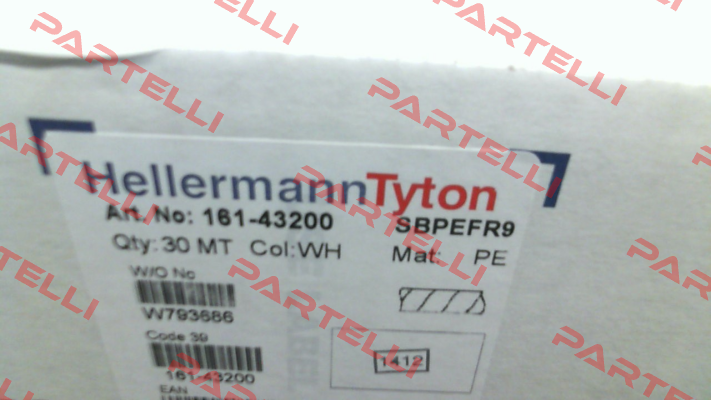 HellermannTyton
Art. No: 161-43200 SBPEFR9
Qty: 30 MT Col:WH Mat: PE
W/O No
W793686
Code 39
1412
161-43200
EAN
PARTELLI
PARTELLI
PARTELLI
PARTELLI
PARTELLI
PARTELLI
PARTELLI
PARTELLI
PARTELLI